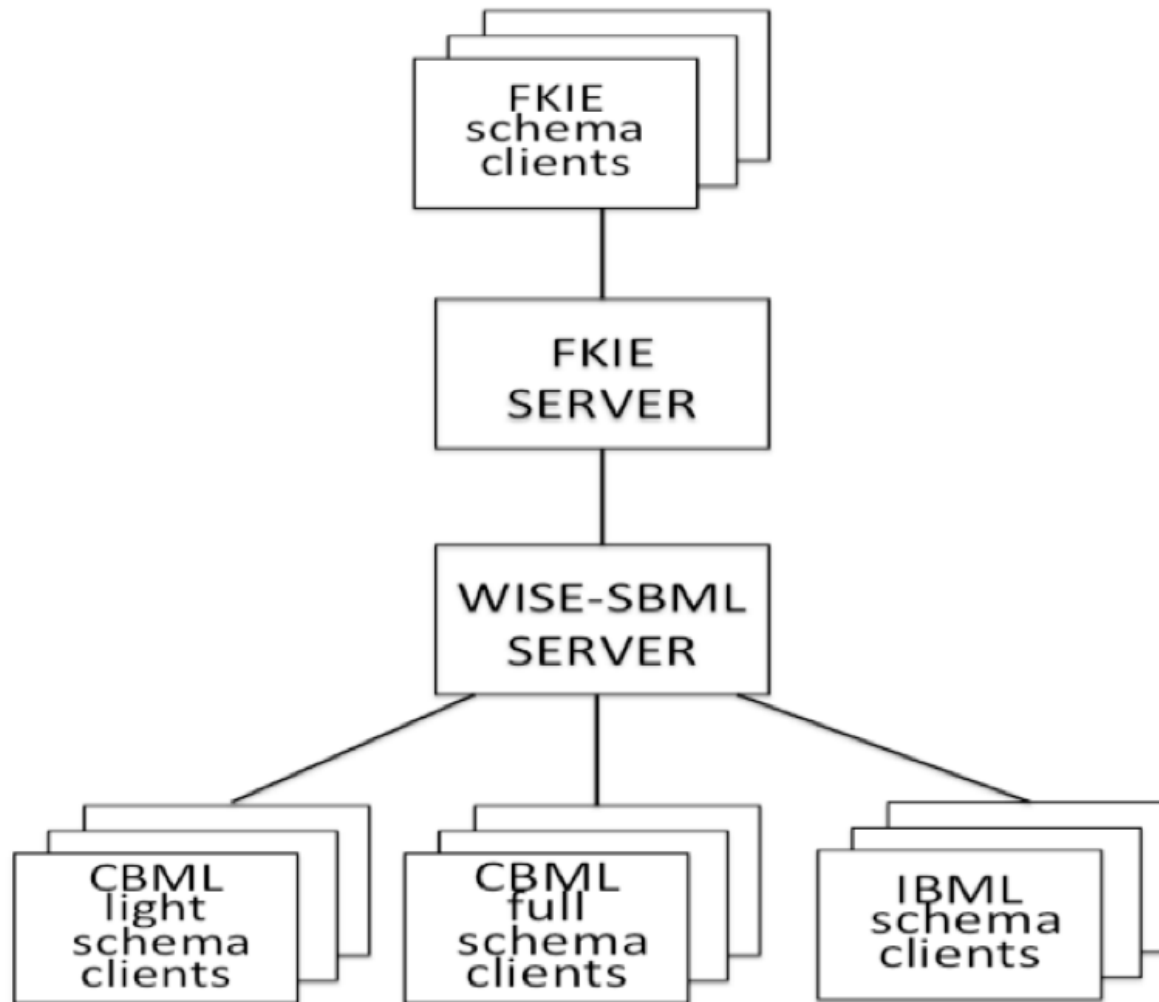 FKIE
schema
clients
FKIE
SERVER
WISE-SBML
SERVER
CBML
light
schema
clients
CBML
full
schema
clients
IBML
schema
clients